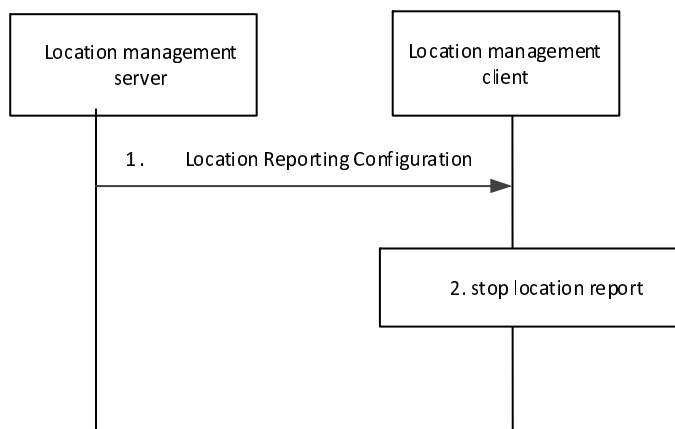 Location management
server
Location management
client
1. Location Reporting Configuration
2. stop location report